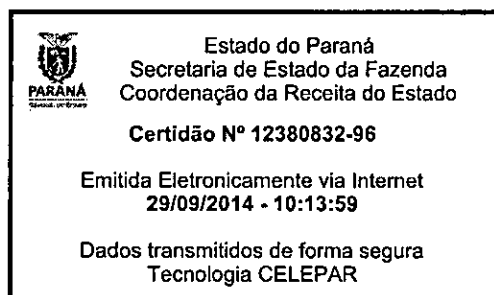 Estado do Paraná
Secretaria de Estado da Fazenda
Coordenação da Receita do Estado
PARANÁ
Certidão Nº 12380832-96
Emitida Eletronicamente via Internet
29/09/2014 - 10:13:59
Dados transmitidos de forma segura
Tecnologia CELEPAR